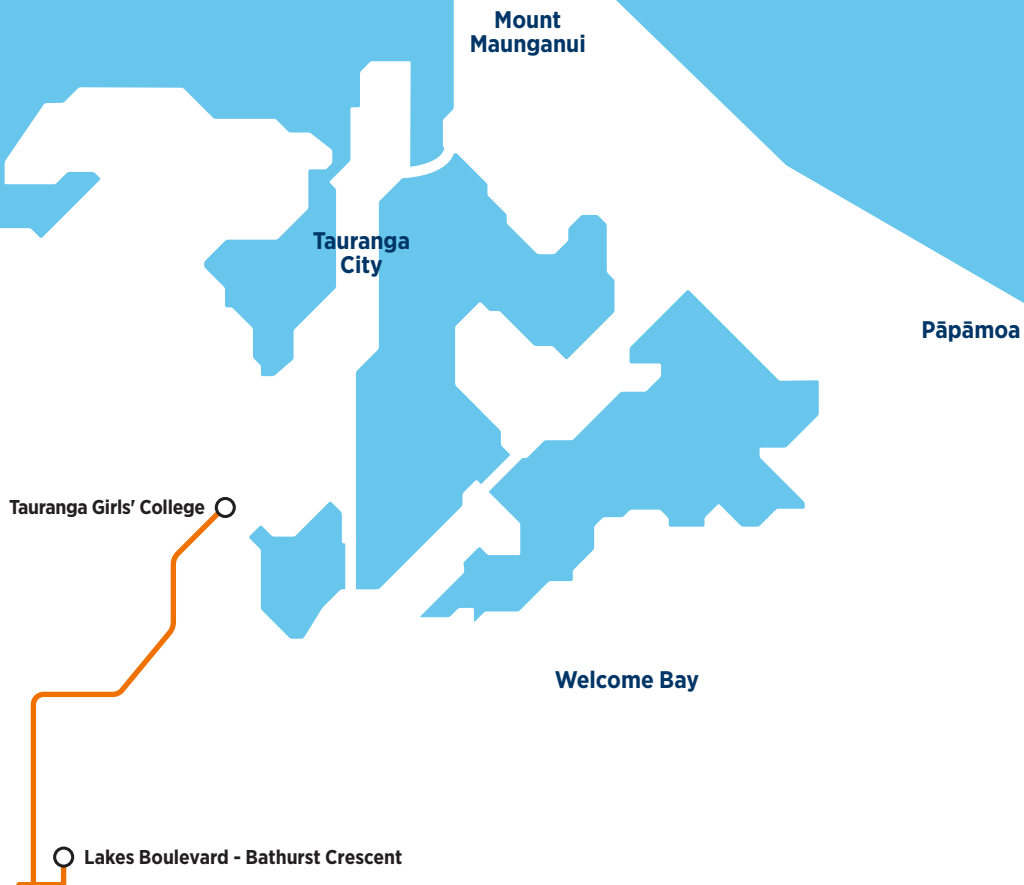 Mount
Maunganui
Tauranga
City
Pāpāmoa
Tauranga Girls' College
Welcome Bay
Lakes Boulevard - Bathurst Crescent